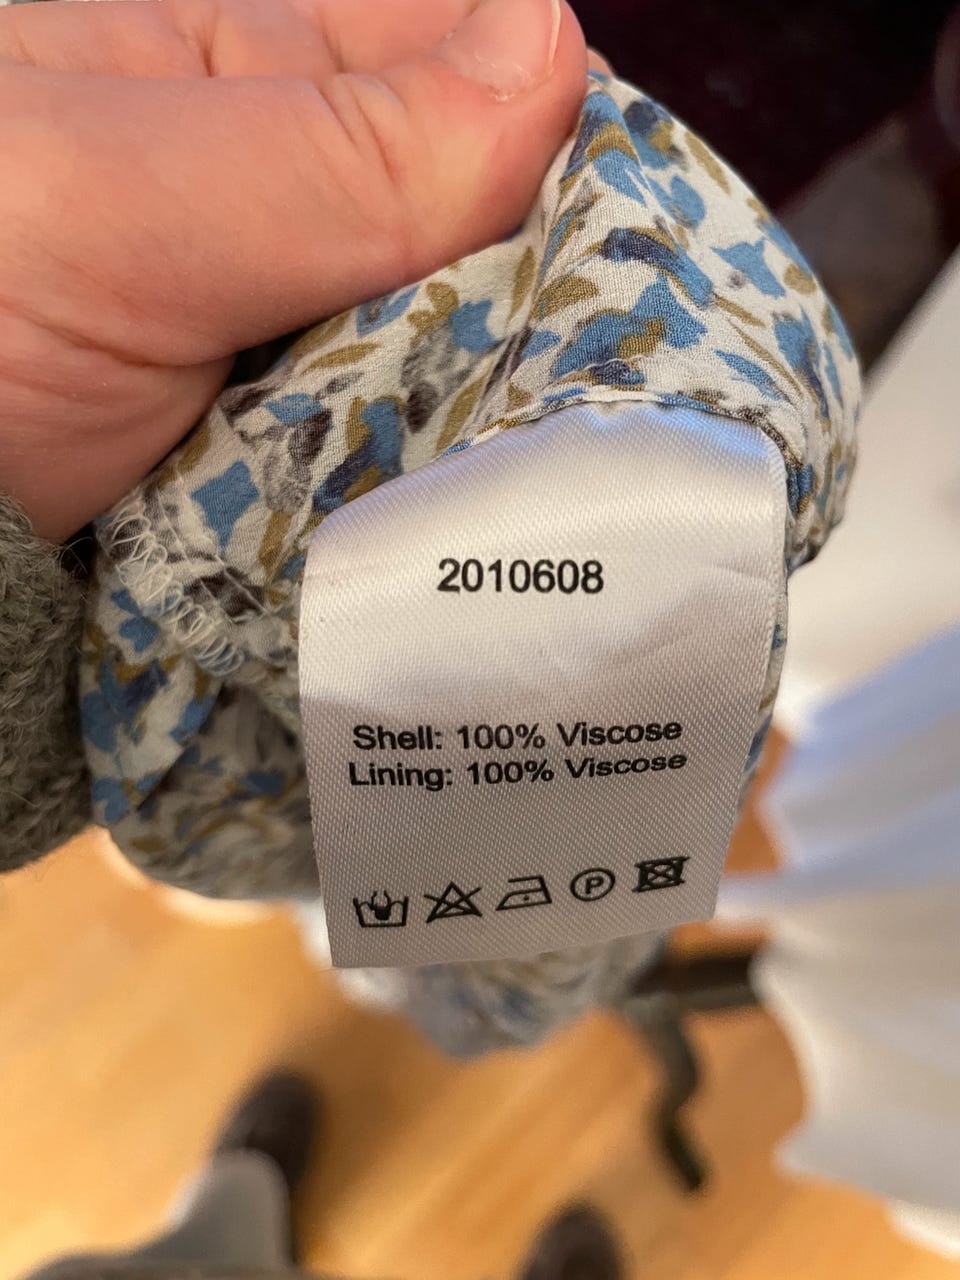 2010608
Shell: 100% Viscose
Lining: 100% Viscose
P